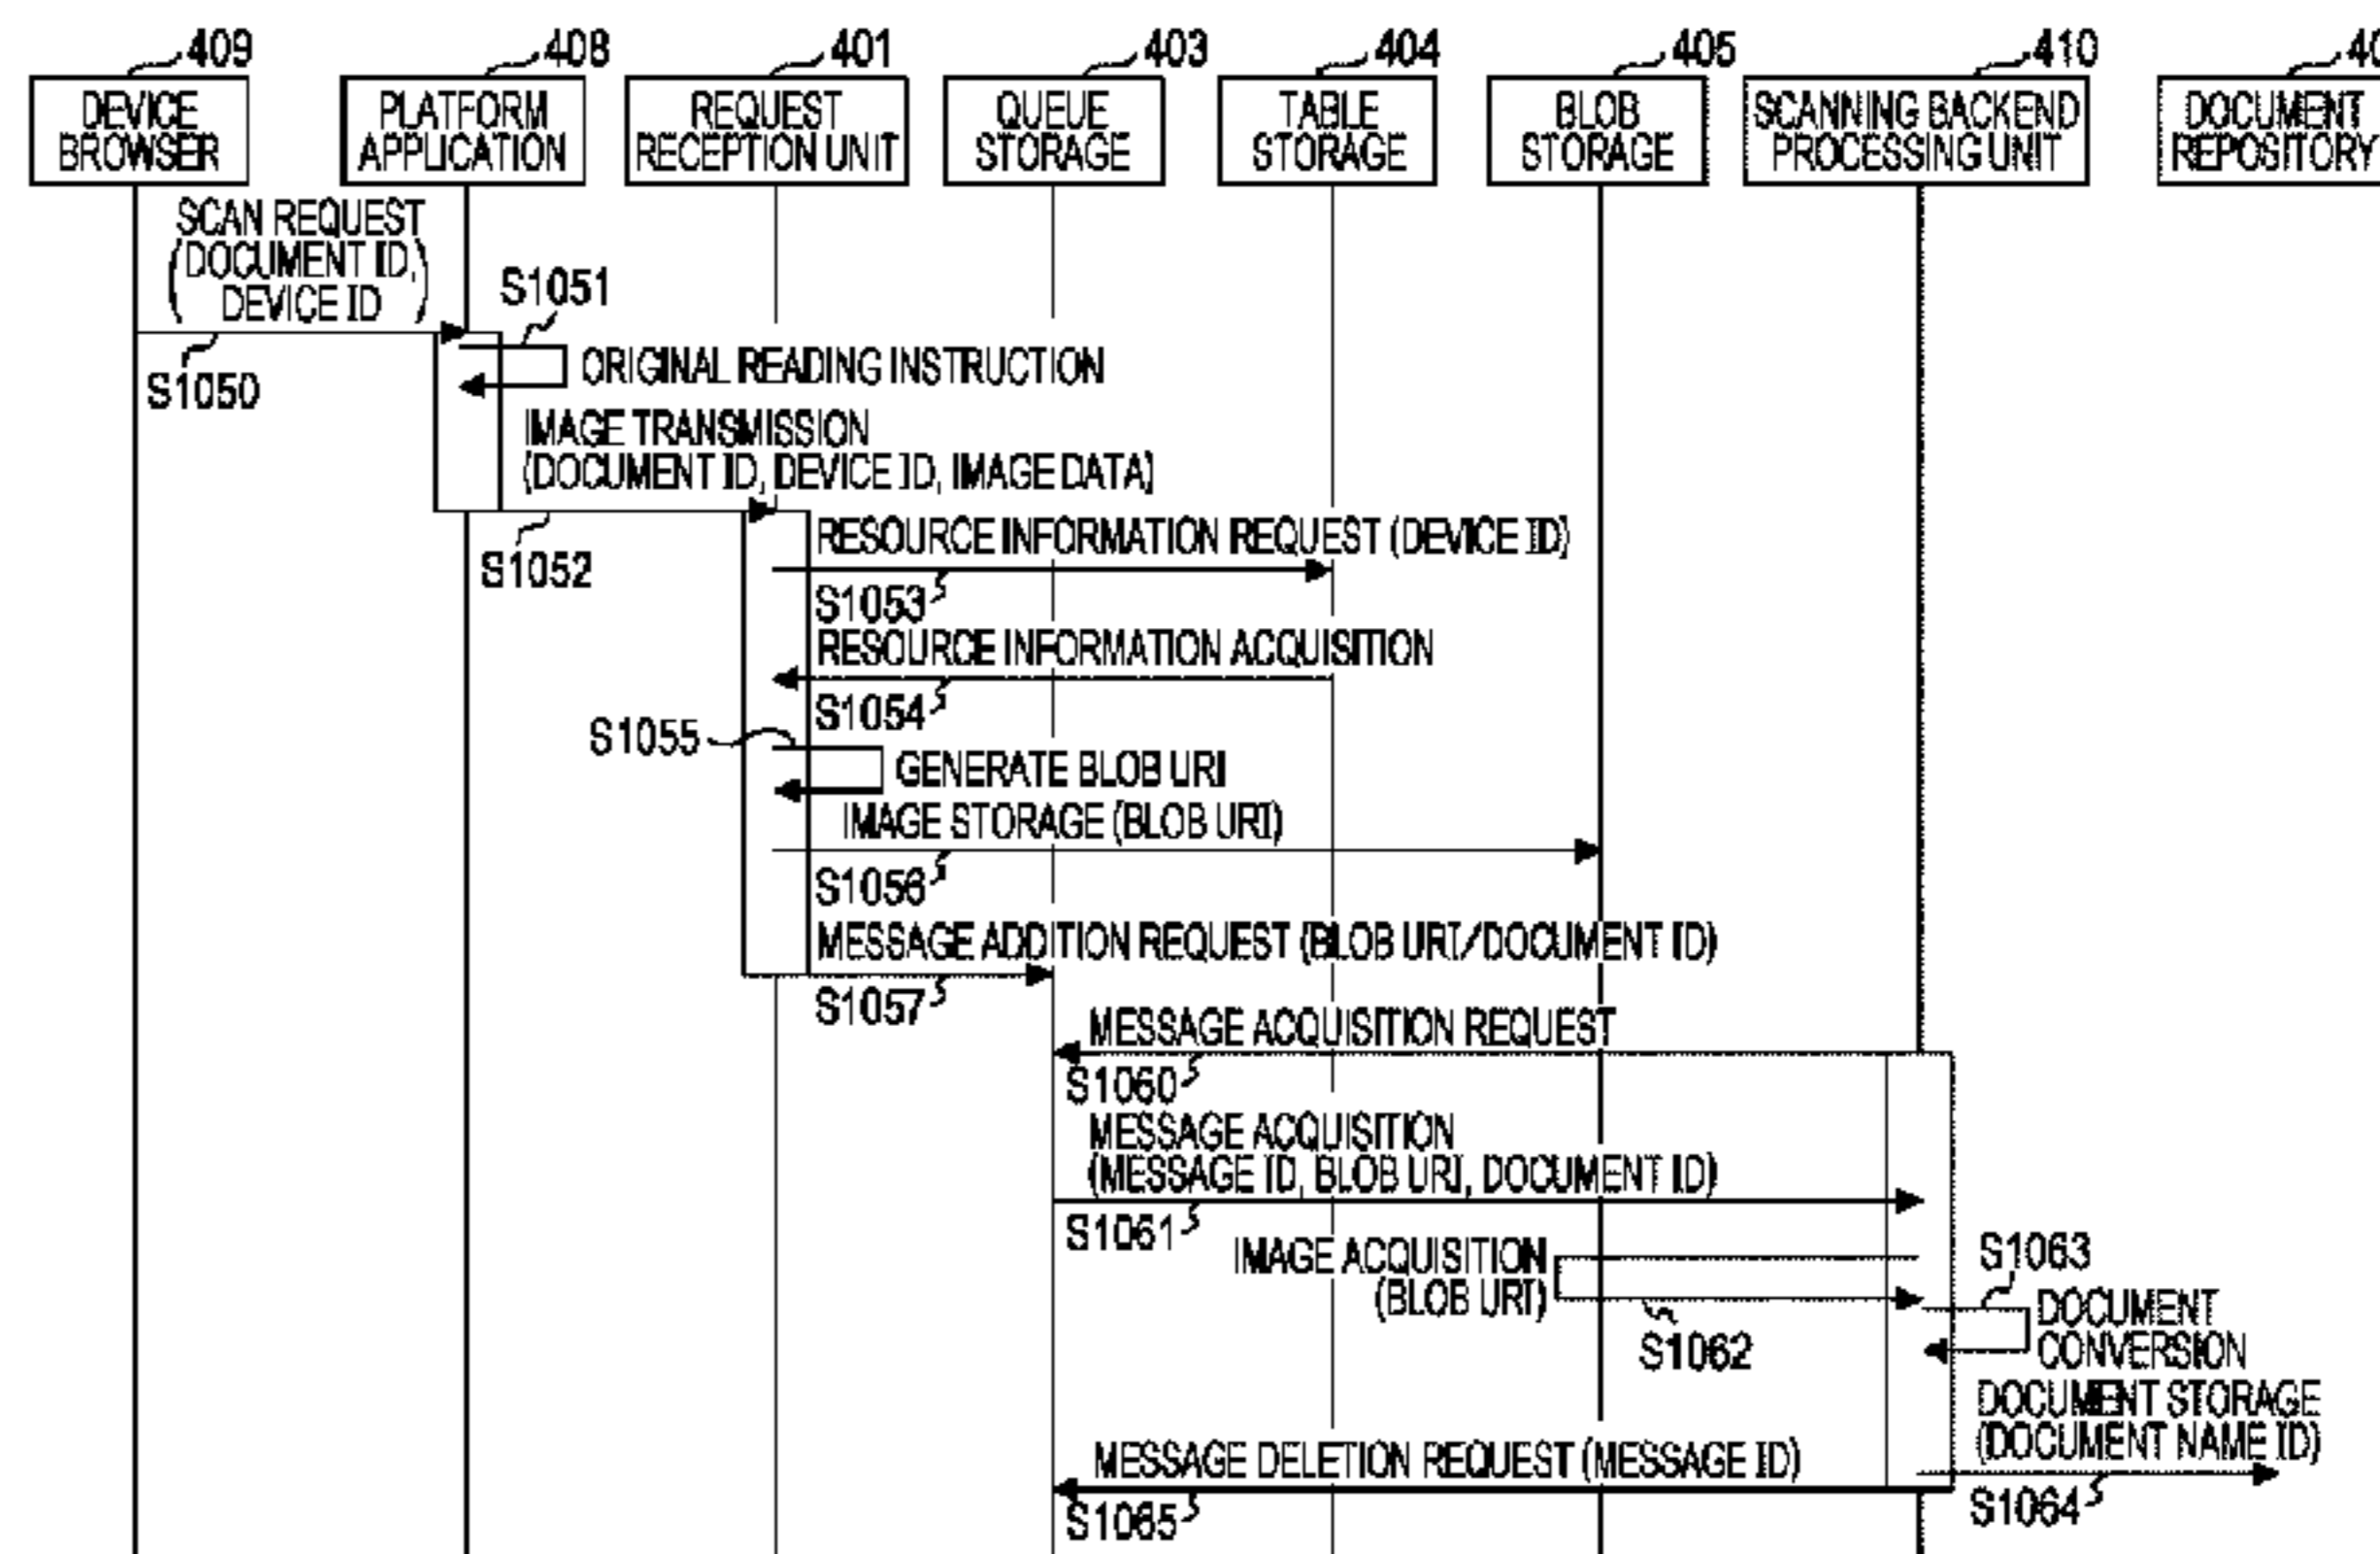 409
408
401
403
404
405
410
DEVICE
BROWSER
PLATFORM
APPLICATION
REQUEST
RECEPTION UNIT
QUEUE
STORAGE
TABLE
STORAGE
BLOB
STORAGE
SCANNING BACKEND
PROCESSING UNIT
DOCUMENT
REPOSITORY
SCAN REQUEST
(DOCUMENT ID,
DEVICE ID)
S1050
S1051
ORIGINAL READING INSTRUCTION
IMAGE TRANSMISSION
(DOCUMENT ID, DEVICE ID, IMAGE DATA)
S1052
RESOURCE INFORMATION REQUEST (DEVICE ID)
S1053
RESOURCE INFORMATION ACQUISITION
S1054
S1055
GENERATE BLOB URI
IMAGE STORAGE (BLOB URI)
S1056
MESSAGE ADDITION REQUEST (BLOB URI/DOCUMENT ID)
S1057
MESSAGE ACQUISITION REQUEST
S1060
MESSAGE ACQUISITION
(MESSAGE ID, BLOB URI, DOCUMENT ID)
S1061
IMAGE ACQUISITION
(BLOB URI)
S1062
S1063
DOCUMENT
CONVERSION
DOCUMENT STORAGE
(DOCUMENT NAME ID)
S1064
MESSAGE DELETION REQUEST (MESSAGE ID)
S1065